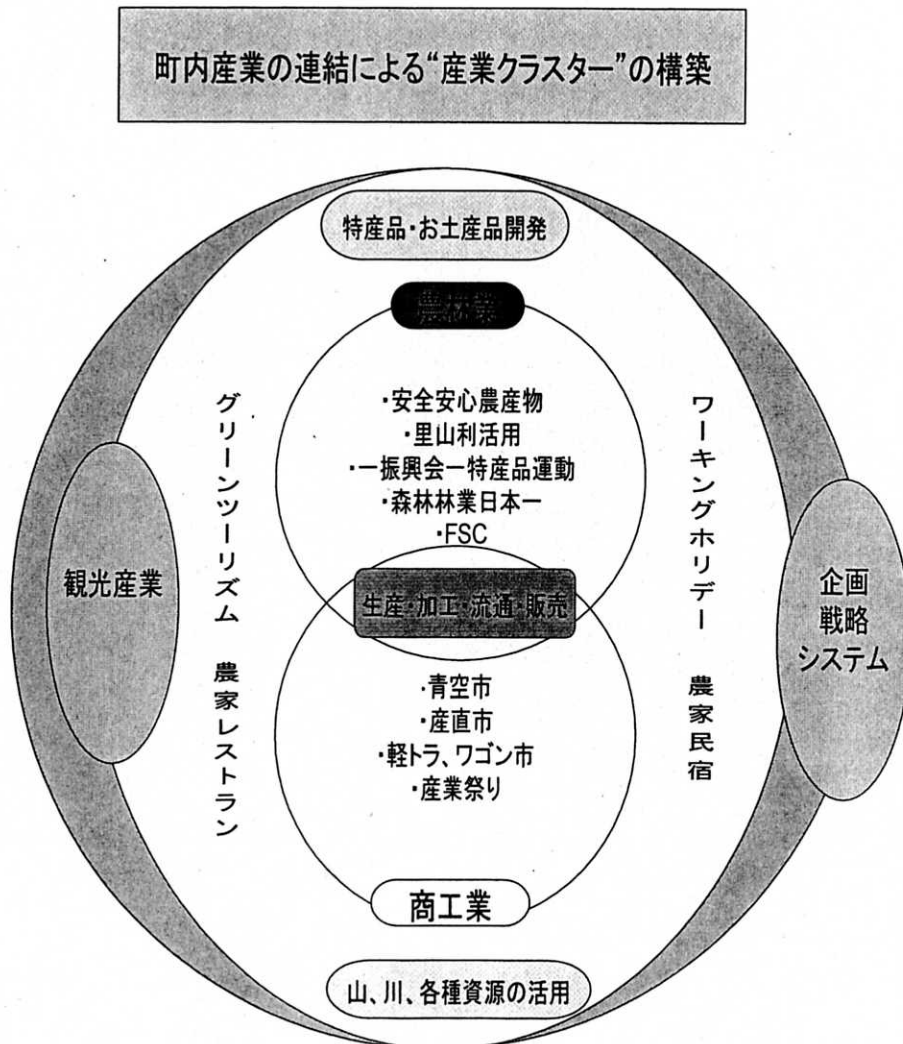 町内産業の連結による“産業クラスター”の構築
特産品・お土産品開発
農林業
・安全安心農産物
・里山利活用
・一振興会一特産品運動
・森林林業日本一
・FSC
生産・加工・流通・販売
・青空市
・産直市
・軽トラ、ワゴン市
・産業祭り
商工業
山、川、各種資源の活用
グリーンツーリズム 農家レストラン
ワーキングホリデー 農家民宿
観光産業
企画
戦略
システム